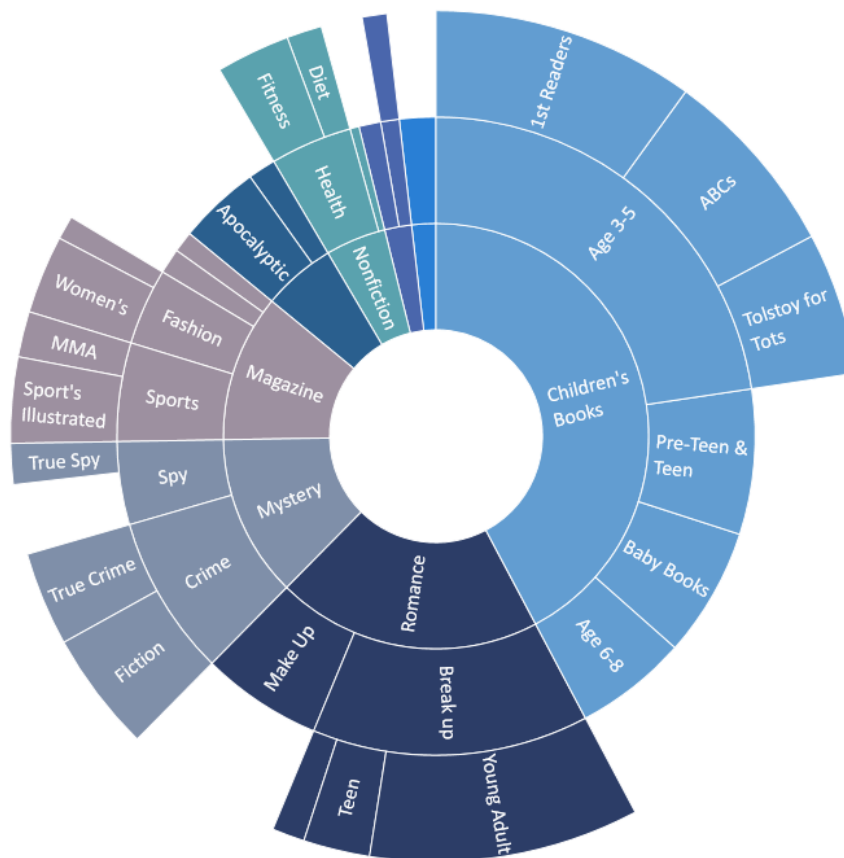 1st Readers
ABCs
Tolstoy for
Tots
Age 3-5
Children's
Books
Pre-Teen &
Teen
Baby Books
Age 6-8
Romance
Break up
Make Up
Young Adult
Teen
Mystery
Crime
Spy
Fiction
True Crime
True Spy
Magazine
Sports
Fashion
Sport's
Illustrated
MMA
Women's
Apocalyptic
Nonfiction
Health
Fitness
Diet